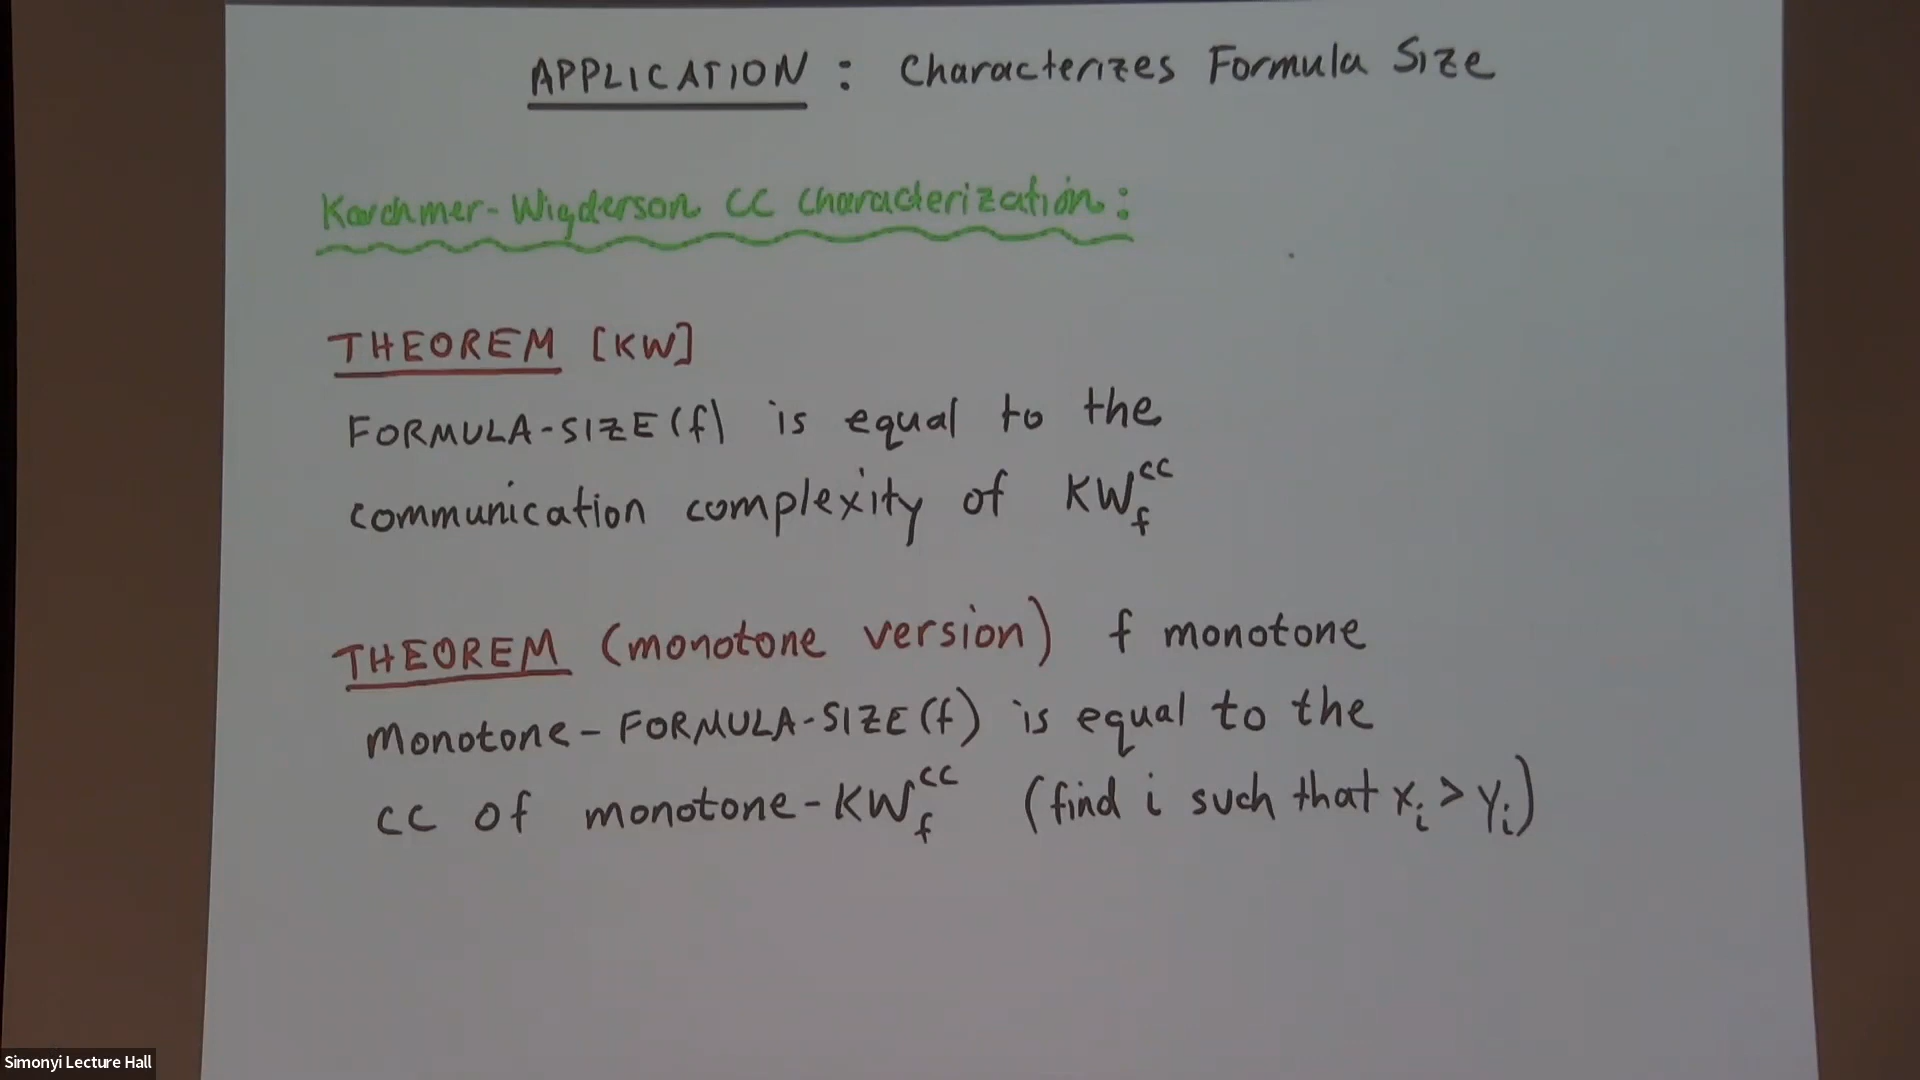 APPLICATION : Characterizes Formula Size
Karchmer-Wigderson CC Characterization:
THEOREM [KW]
FORMULA-SIZE(f) is equal to the
communication complexity of KW_f^cc
THEOREM (monotone version) f monotone
Monotone-FORMULA-SIZE(f) is equal to the
cc of monotone-KW_f^cc (find i such that x_i > y_i)
Simonyi Lecture Hall